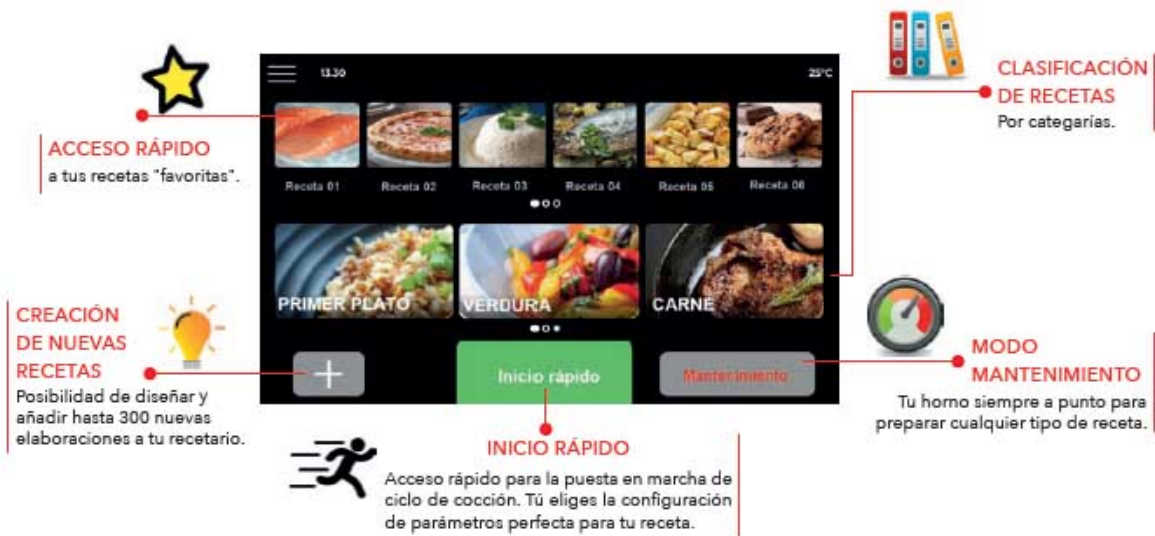 13.30
25°C
Receta 01
Receta 02
Receta 03
Receta 04
Receta 05
Receta 06
PRIMER PLATO
VERDURA
CARNE
Inicio rápido
Mantenimiento
ACCESO RÁPIDO
a tus recetas "favoritas".
CLASIFICACIÓN
DE RECETAS
Por categarías.
CREACIÓN
DE NUEVAS
RECETAS
Posibilidad de diseñar y
añadir hasta 300 nuevas
elaboraciones a tu recetario.
MODO
MANTENIMIENTO
Tu horno siempre a punto para
preparar cualquier tipo de receta.
INICIO RÁPIDO
Acceso rápido para la puesta en marcha de
ciclo de cocción. Tú eliges la configuración
de parámetros perfecta para tu receta.